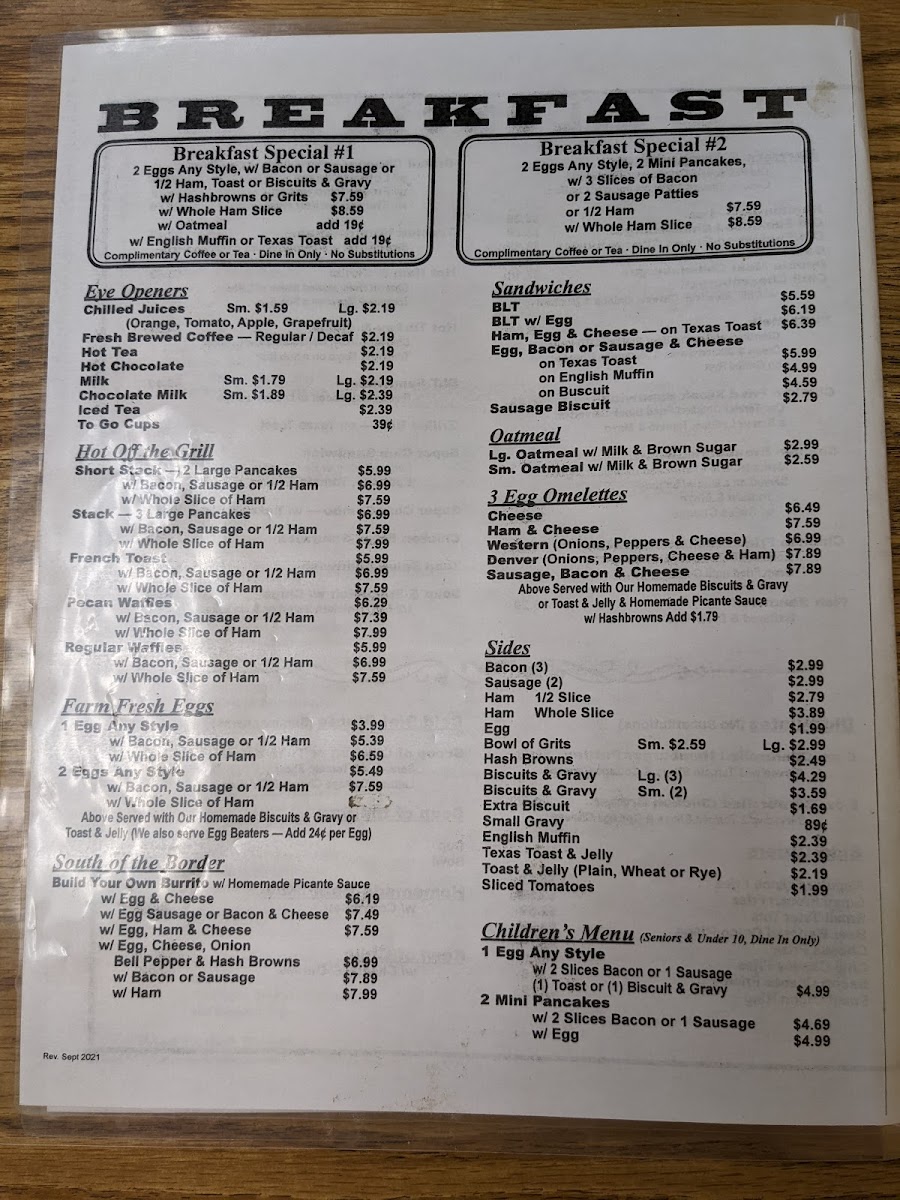 BREAKFAST
Breakfast Special #1
2 Eggs Any Style, w/ Bacon or Sausage or
1/2 Ham, Toast or Biscuits & Gravy
w/ Hashbrowns or Grits $7.59
w/ Whole Ham Slice $8.59
w/ Oatmeal add 19¢
w/ English Muffin or Texas Toast add 19¢
Complimentary Coffee or Tea · Dine In Only · No Substitutions
Breakfast Special #2
2 Eggs Any Style, 2 Mini Pancakes,
w/ 3 Slices of Bacon
or 2 Sausage Patties
or 1/2 Ham $7.59
w/ Whole Ham Slice $8.59
Complimentary Coffee or Tea · Dine In Only · No Substitutions
Eye Openers
Chilled Juices Sm. $1.59 Lg. $2.19
(Orange, Tomato, Apple, Grapefruit)
Fresh Brewed Coffee — Regular / Decaf $2.19
Hot Tea $2.19
Hot Chocolate $2.19
Milk Sm. $1.79 Lg. $2.19
Chocolate Milk Sm. $1.89 Lg. $2.39
Iced Tea $2.39
To Go Cups 39¢
Hot Off the Grill
Short Stack — 2 Large Pancakes $5.99
w/ Bacon, Sausage or 1/2 Ham $6.99
w/ Whole Slice of Ham $7.59
Stack — 3 Large Pancakes $6.99
w/ Bacon, Sausage or 1/2 Ham $7.59
w/ Whole Slice of Ham $7.99
French Toast $5.99
w/ Bacon, Sausage or 1/2 Ham $6.99
w/ Whole Slice of Ham $7.59
Pecan Waffles $6.29
w/ Bacon, Sausage or 1/2 Ham $7.39
w/ Whole Slice of Ham $7.99
Regular Waffles $5.99
w/ Bacon, Sausage or 1/2 Ham $6.99
w/ Whole Slice of Ham $7.59
Farm Fresh Eggs
1 Egg Any Style $3.99
w/ Bacon, Sausage or 1/2 Ham $5.39
w/ Whole Slice of Ham $6.59
2 Eggs Any Style $5.49
w/ Bacon, Sausage or 1/2 Ham $7.59
w/ Whole Slice of Ham
Above Served with Our Homemade Biscuits & Gravy or
Toast & Jelly (We also serve Egg Beaters — Add 24¢ per Egg)
South of the Border
Build Your Own Burrito w/ Homemade Picante Sauce
w/ Egg & Cheese $6.19
w/ Egg Sausage or Bacon & Cheese $7.49
w/ Egg, Ham & Cheese $7.59
w/ Egg, Cheese, Onion
Bell Pepper & Hash Browns $6.99
w/ Bacon or Sausage $7.89
w/ Ham $7.99
Rev. Sept 2021
Sandwiches
BLT $5.59
BLT w/ Egg $6.19
Ham, Egg & Cheese — on Texas Toast $6.39
Egg, Bacon or Sausage & Cheese
on Texas Toast $5.99
on English Muffin $4.99
on Buscuit $4.59
Sausage Biscuit $2.79
Oatmeal
Lg. Oatmeal w/ Milk & Brown Sugar $2.99
Sm. Oatmeal w/ Milk & Brown Sugar $2.59
3 Egg Omelettes
Cheese $6.49
Ham & Cheese $7.59
Western (Onions, Peppers & Cheese) $6.99
Denver (Onions, Peppers, Cheese & Ham) $7.89
Sausage, Bacon & Cheese $7.89
Above Served with Our Homemade Biscuits & Gravy
or Toast & Jelly & Homemade Picante Sauce
w/ Hashbrowns Add $1.79
Sides
Bacon (3) $2.99
Sausage (2) $2.99
Ham 1/2 Slice $2.79
Ham Whole Slice $3.89
Egg $1.99
Bowl of Grits Sm. $2.59 Lg. $2.99
Hash Browns $2.49
Biscuits & Gravy Lg. (3) $4.29
Biscuits & Gravy Sm. (2) $3.59
Extra Biscuit $1.69
Small Gravy 89¢
English Muffin $2.39
Texas Toast & Jelly $2.39
Toast & Jelly (Plain, Wheat or Rye) $2.19
Sliced Tomatoes $1.99
Children's Menu (Seniors & Under 10, Dine In Only)
1 Egg Any Style
w/ 2 Slices Bacon or 1 Sausage
(1) Toast or (1) Biscuit & Gravy $4.99
2 Mini Pancakes
w/ 2 Slices Bacon or 1 Sausage $4.69
w/ Egg $4.99